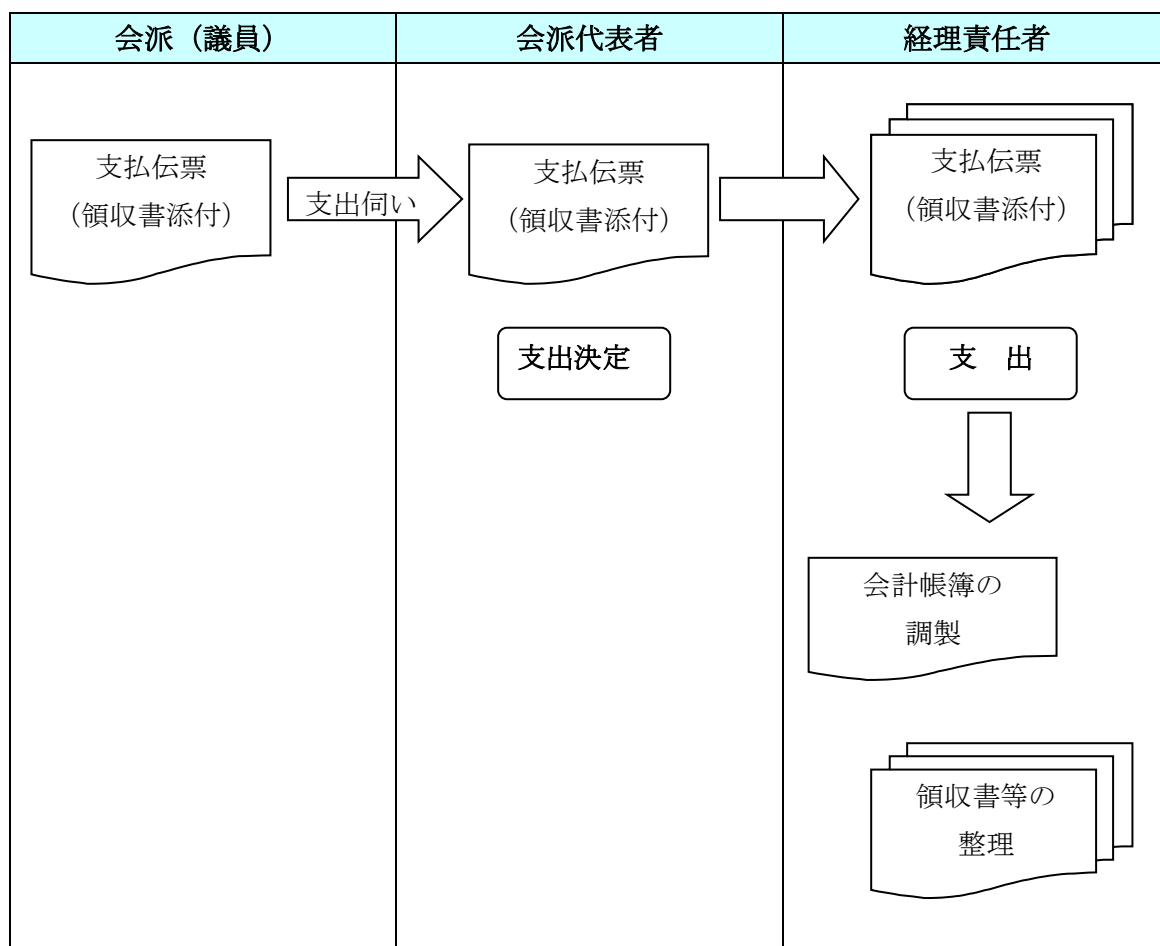 会派（議員）
会派代表者
経理責任者
支払伝票
（領収書添付）
支出伺い
支払伝票
（領収書添付）
支払伝票
（領収書添付）
支出決定
支　出
会計帳簿の
調製
領収書等の
整理